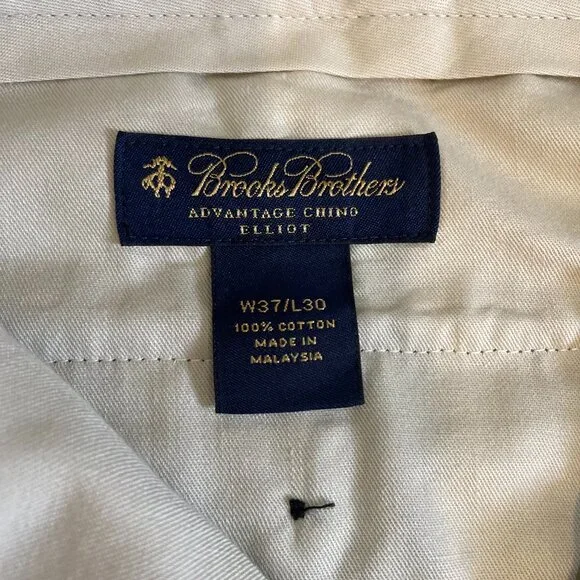 Brooks Brothers
ADVANTAGE CHINO
ELLIOT
W37/L30
100% COTTON
MADE IN
MALAYSIA